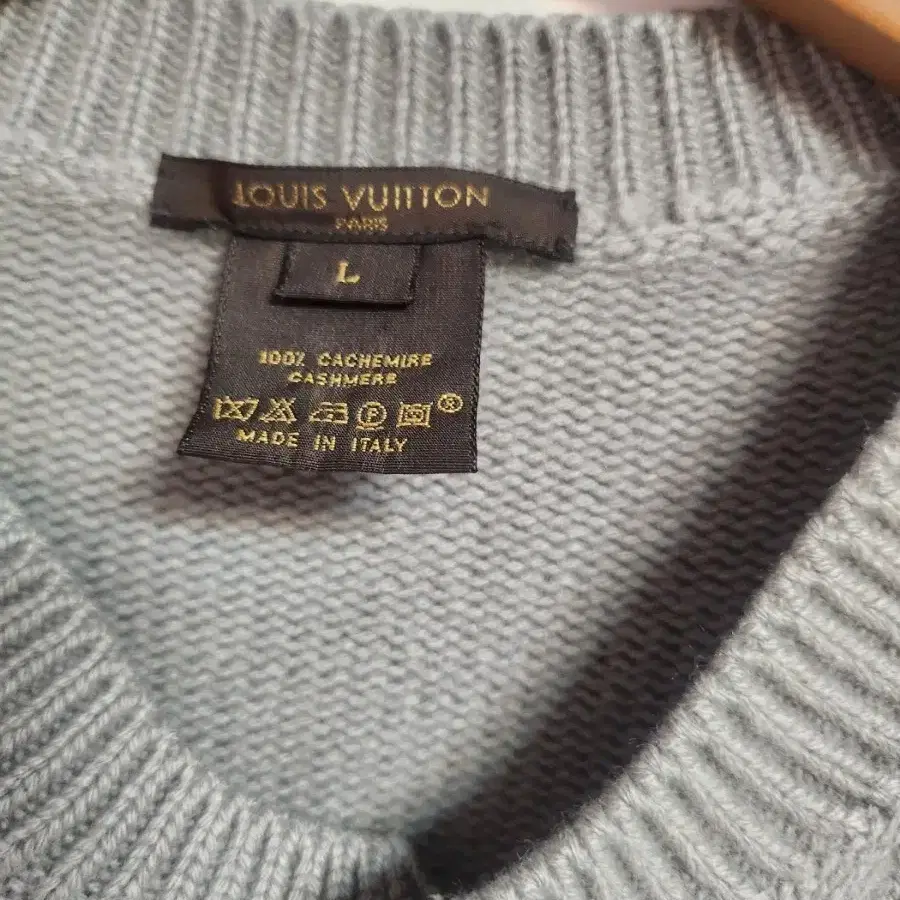 LOUIS VUITTON
PARIS
L
100% CACHEMIRE
CASHMERE
P ®
MADE IN ITALY